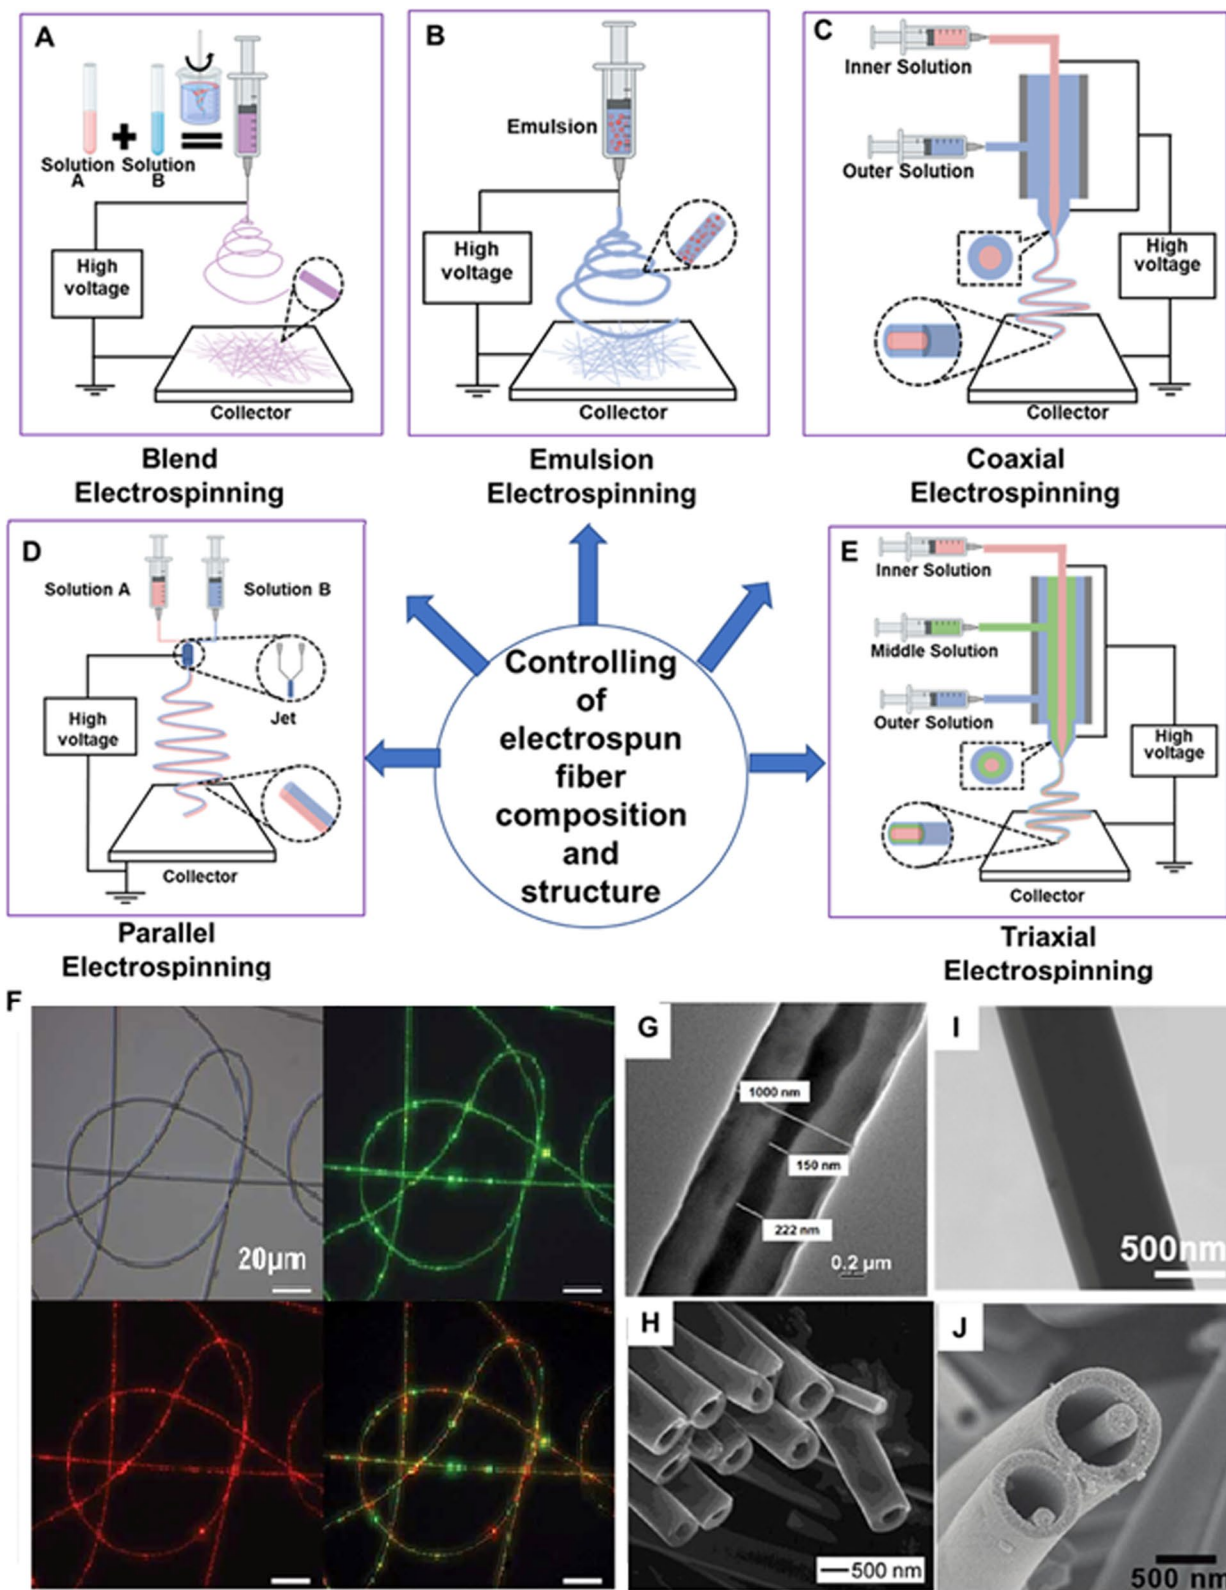 A
Solution
A
+
Solution
B
=
High
voltage
Collector
Blend
Electrospinning
B
Emulsion
High
voltage
Collector
Emulsion
Electrospinning
C
Inner Solution
Outer Solution
High
voltage
Collector
Coaxial
Electrospinning
D
Solution A
Solution B
Jet
High
voltage
Collector
Parallel
Electrospinning
Controlling
of
electrospun
fiber
composition
and
structure
E
Inner Solution
Middle Solution
Outer Solution
High
voltage
Collector
Triaxial
Electrospinning
F
20μm
G
1000 nm
150 nm
222 nm
0.2 μm
H
500 nm
I
500nm
J
500 nm